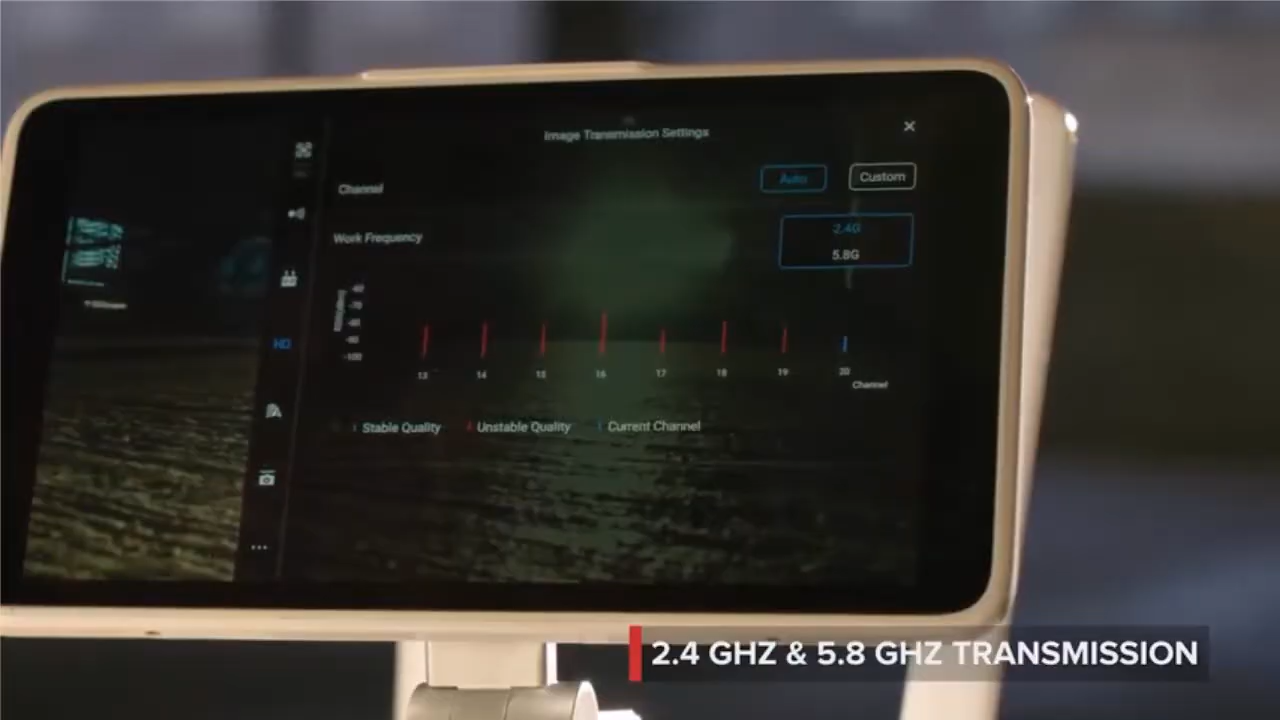 Image Transmission Settings
Channel
Auto
Custom
Work Frequency
2.4G
5.8G
-100
13 14 15 16 17 18 19 20
Channel
Stable Quality
Unstable Quality
Current Channel
HD
2.4 GHZ & 5.8 GHZ TRANSMISSION